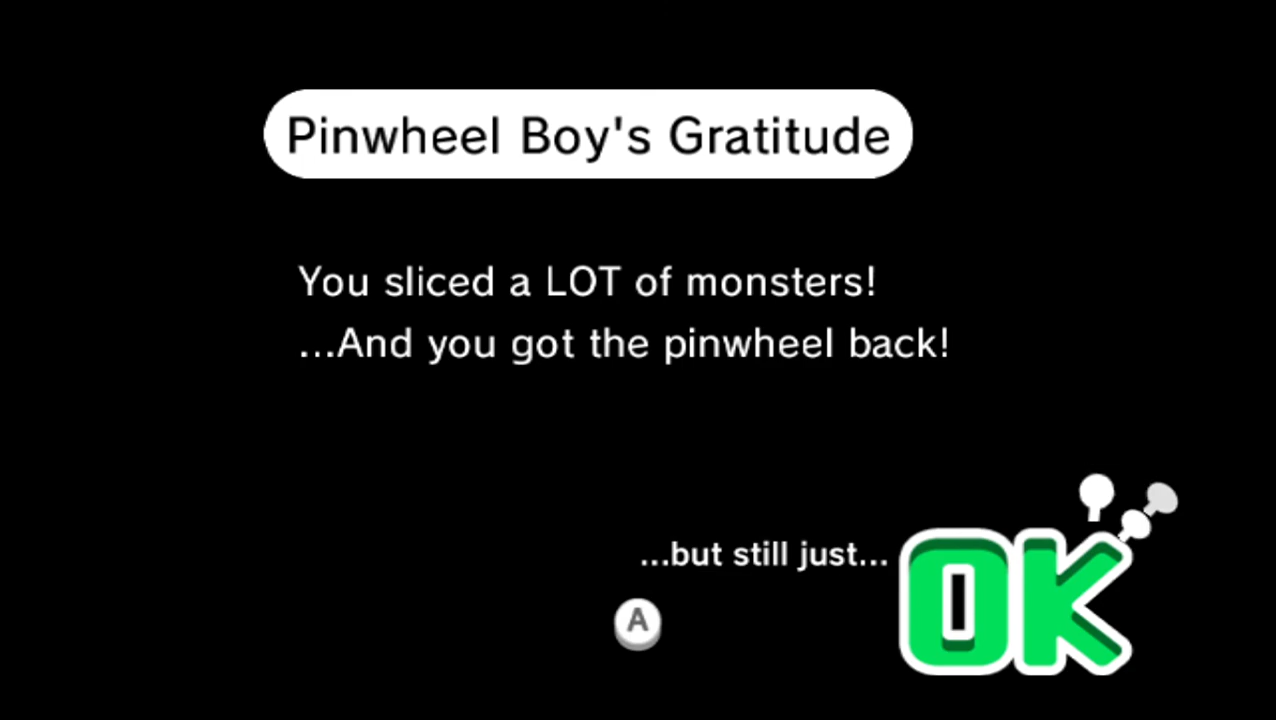 Pinwheel Boy's Gratitude
You sliced a LOT of monsters!
...And you got the pinwheel back!
...but still just...
OK
A